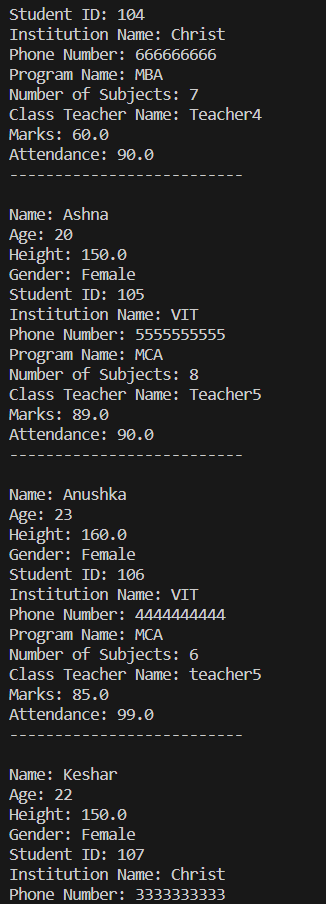 Student ID: 104
Institution Name: Christ
Phone Number: 666666666
Program Name: MBA
Number of Subjects: 7
Class Teacher Name: Teacher4
Marks: 60.0
Attendance: 90.0
--------------------------
Name: Ashna
Age: 20
Height: 150.0
Gender: Female
Student ID: 105
Institution Name: VIT
Phone Number: 5555555555
Program Name: MCA
Number of Subjects: 8
Class Teacher Name: Teacher5
Marks: 89.0
Attendance: 90.0
--------------------------
Name: Anushka
Age: 23
Height: 160.0
Gender: Female
Student ID: 106
Institution Name: VIT
Phone Number: 4444444444
Program Name: MCA
Number of Subjects: 6
Class Teacher Name: teacher5
Marks: 85.0
Attendance: 99.0
--------------------------
Name: Keshar
Age: 22
Height: 150.0
Gender: Female
Student ID: 107
Institution Name: Christ
Phone Number: 3333333333